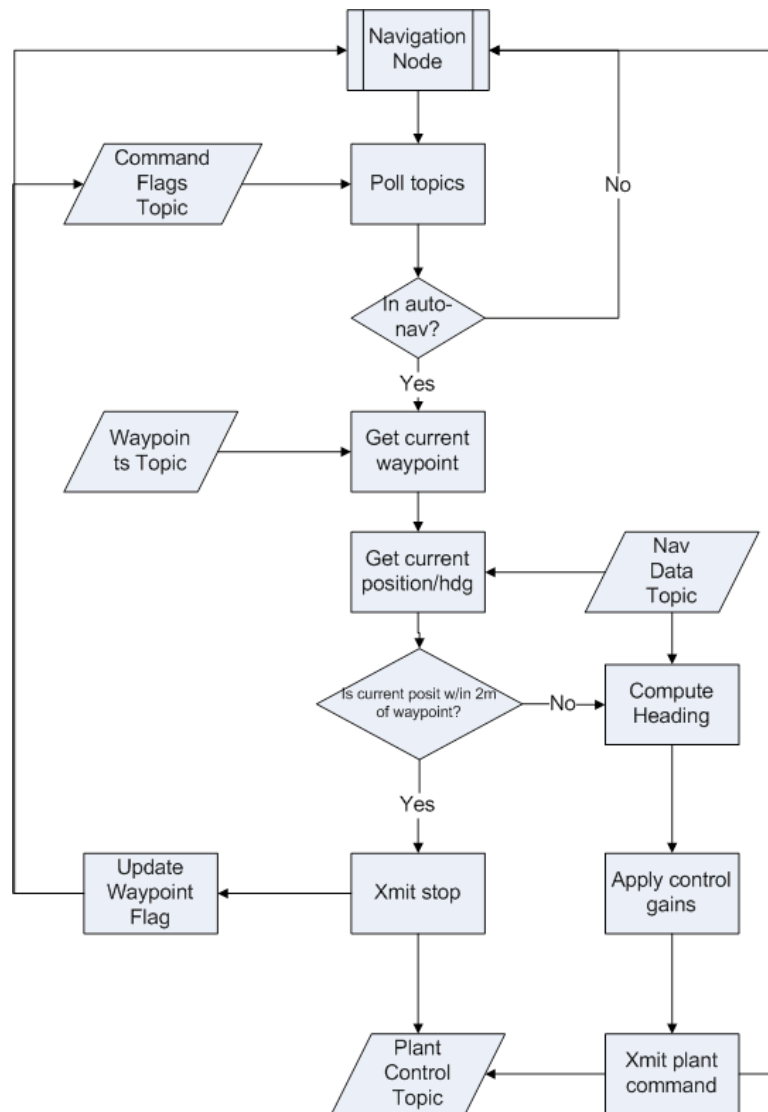 Navigation
Node
Command
Flags
Topic
Poll topics
No
In auto-
nav?
Yes
Waypoin
ts Topic
Get current
waypoint
Get current
position/hdg
Nav
Data
Topic
Is current posit w/in 2m
of waypoint?
No
Compute
Heading
Yes
Update
Waypoint
Flag
Xmit stop
Apply control
gains
Plant
Control
Topic
Xmit plant
command